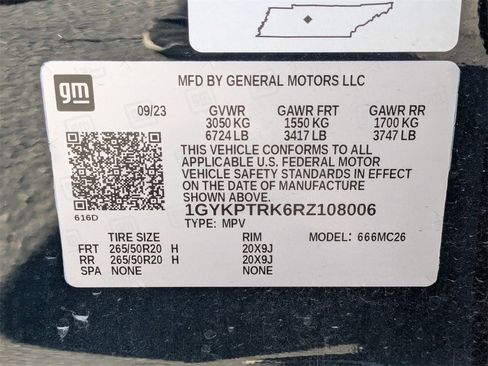 gm
MFD BY GENERAL MOTORS LLC
09/23 GVWR GAWR FRT GAWR RR
3050 KG 1550 KG 1700 KG
6724 LB 3417 LB 3747 LB
THIS VEHICLE CONFORMS TO ALL
APPLICABLE U.S. FEDERAL MOTOR
VEHICLE SAFETY STANDARDS IN EFFECT
ON THE DATE OF MANUFACTURE
SHOWN ABOVE.
616D
1GYKPTRK6RZ108006
TYPE: MPV
TIRE SIZE RIM MODEL: 666MC26
FRT 265/50R20 H 20X9J
RR 265/50R20 H 20X9J
SPA NONE NONE